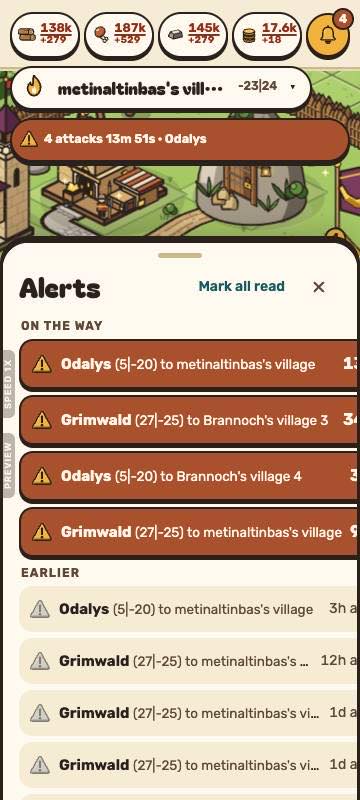 138k 187k 145k 17.6k 4
+279 +529 +279 +18
metinaltinbas's vill... -23|24
4 attacks 13m 51s • Odalys
Alerts Mark all read
ON THE WAY
SPEED 1X
Odalys (5|-20) to metinaltinbas's village
Grimwald (27|-25) to Brannoch's village 3
PREVIEW
Odalys (5|-20) to Brannoch's village 4
Grimwald (27|-25) to metinaltinbas's village
EARLIER
Odalys (5|-20) to metinaltinbas's village 3h a
Grimwald (27|-25) to metinaltinbas's ... 12h a
Grimwald (27|-25) to metinaltinbas's vi... 1d a
Grimwald (27|-25) to metinaltinbas's vi... 1d a